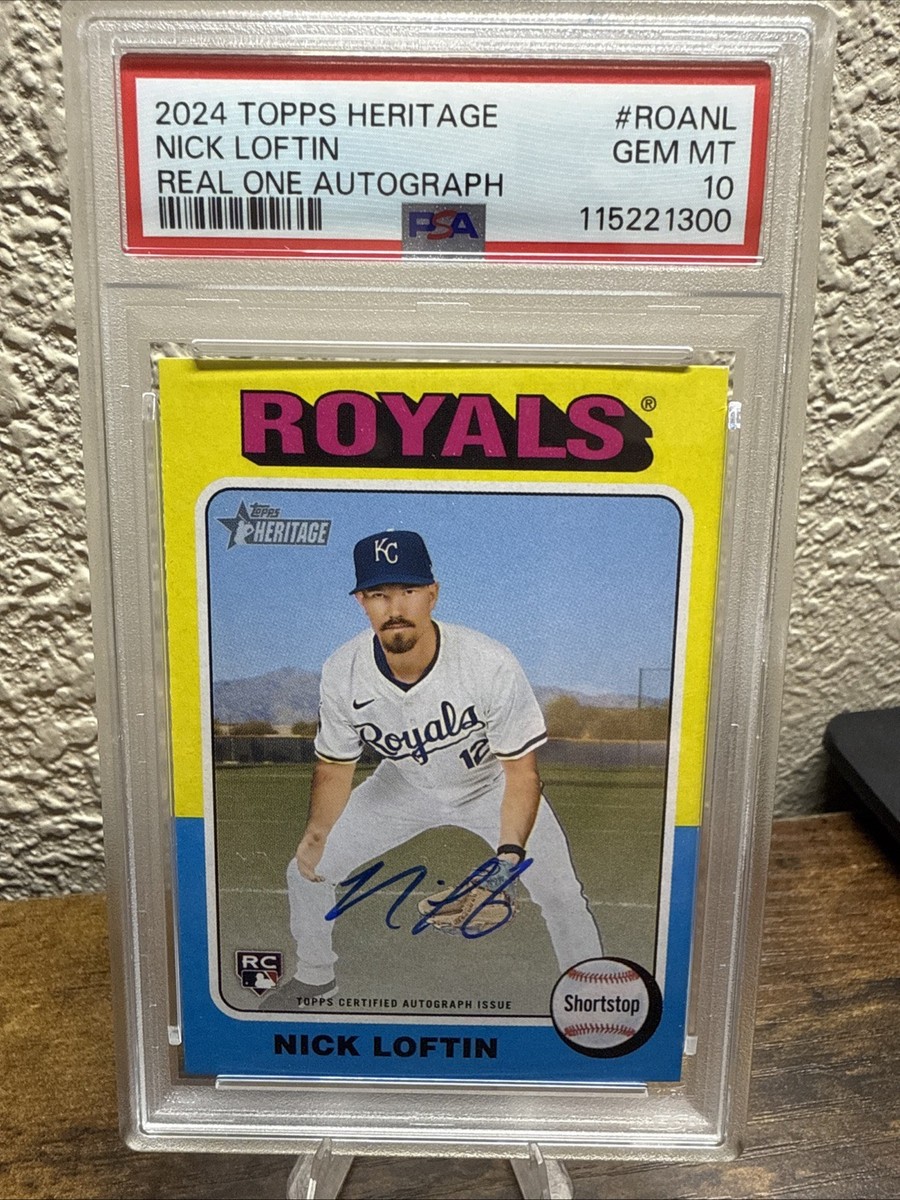 2024 TOPPS HERITAGE #ROANL
NICK LOFTIN GEM MT
REAL ONE AUTOGRAPH 10
PSA 115221300
ROYALS ®
Topps
HERITAGE
KC
Royals
12
RC
TOPPS CERTIFIED AUTOGRAPH ISSUE
Shortstop
NICK LOFTIN